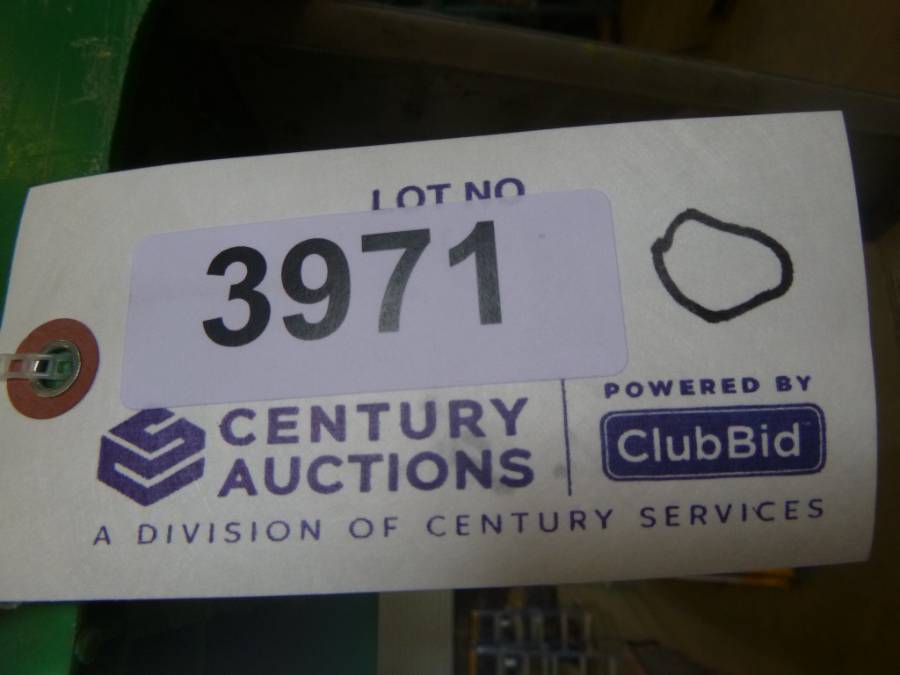 LOT NO
3971
CENTURY
AUCTIONS
POWERED BY
ClubBid
A DIVISION OF CENTURY SERVICES